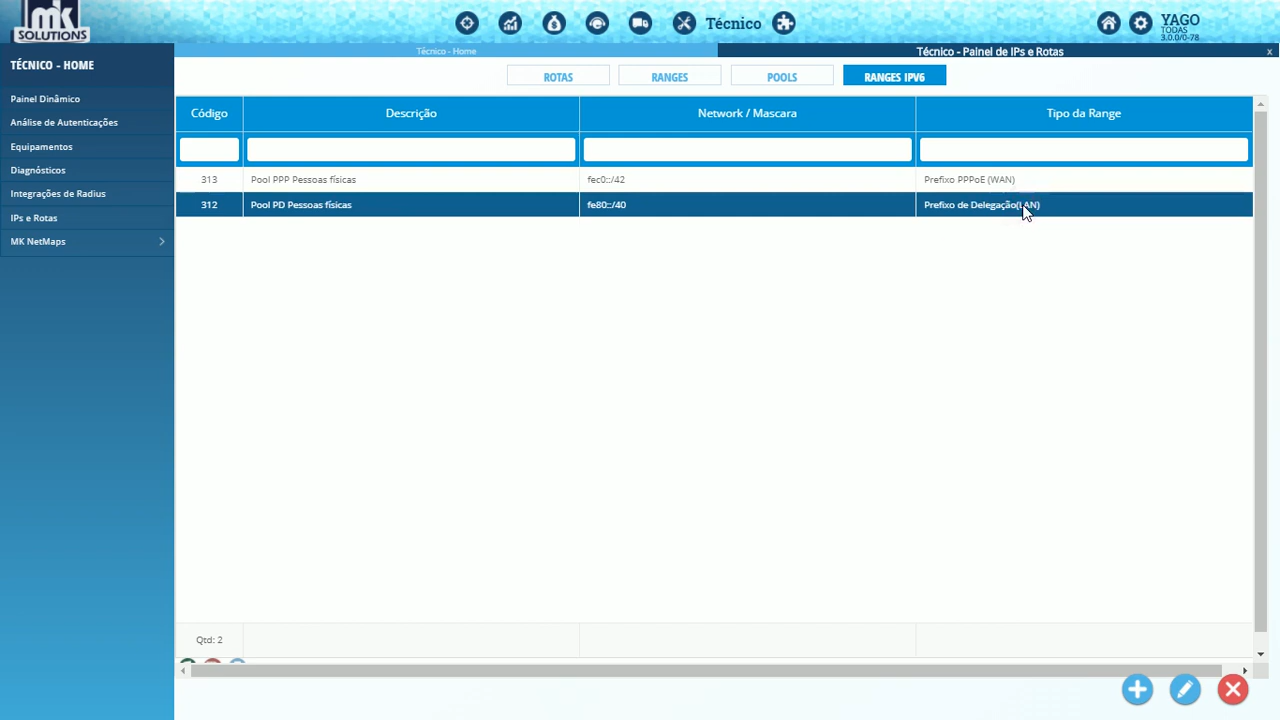 mk
SOLUTIONS
Técnico
YAGO
TODAS
3.0.0/0-78
Técnico - Home
Técnico - Painel de IPs e Rotas
x
TÉCNICO - HOME
Painel Dinâmico
Análise de Autenticações
Equipamentos
Diagnósticos
Integrações de Radius
IPs e Rotas
MK NetMaps
ROTAS
RANGES
POOLS
RANGES IPV6
Código Descrição Network / Mascara Tipo da Range
313 Pool PPP Pessoas físicas fec0::/42 Prefixo PPPoE (WAN)
312 Pool PD Pessoas físicas fe80::/40 Prefixo de Delegação(LAN)
Qtd: 2